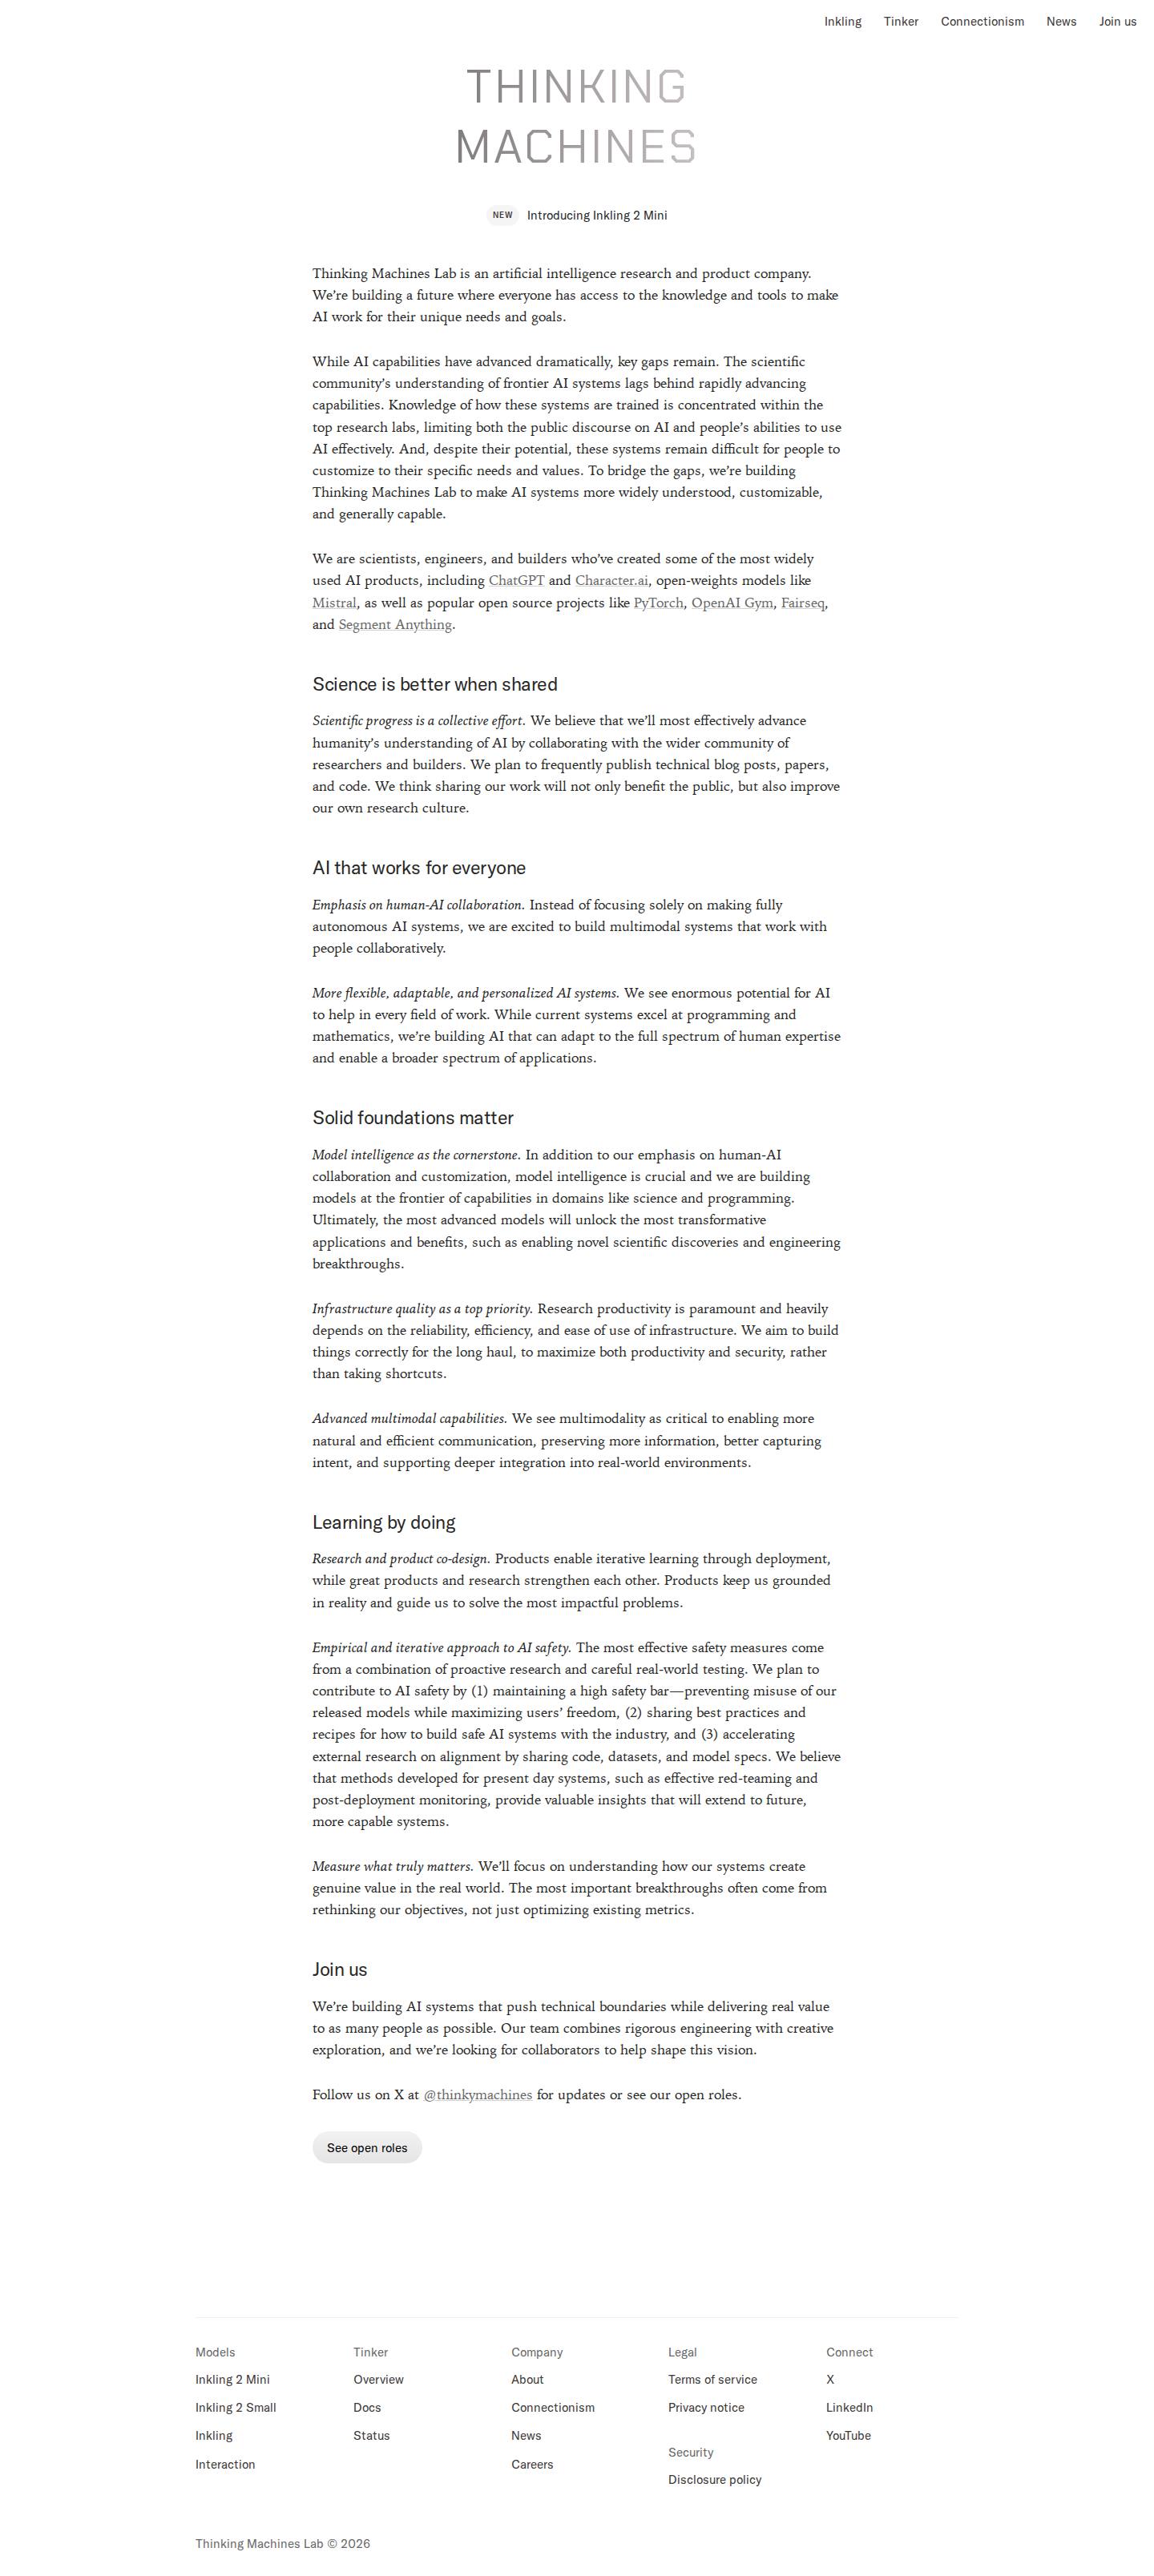 Inkling Tinker Connectionism News Join us
THINKING
MACHINES
NEW Introducing Inkling 2 Mini
Thinking Machines Lab is an artificial intelligence research and product company.
We’re building a future where everyone has access to the knowledge and tools to make
AI work for their unique needs and goals.
While AI capabilities have advanced dramatically, key gaps remain. The scientific
community’s understanding of frontier AI systems lags behind rapidly advancing
capabilities. Knowledge of how these systems are trained is concentrated within the
top research labs, limiting both the public discourse on AI and people’s abilities to use
AI effectively. And, despite their potential, these systems remain difficult for people to
customize to their specific needs and values. To bridge the gaps, we’re building
Thinking Machines Lab to make AI systems more widely understood, customizable,
and generally capable.
We are scientists, engineers, and builders who’ve created some of the most widely
used AI products, including ChatGPT and Character.ai, open-weights models like
Mistral, as well as popular open source projects like PyTorch, OpenAI Gym, Fairseq,
and Segment Anything.
Science is better when shared
Scientific progress is a collective effort. We believe that we’ll most effectively advance
humanity’s understanding of AI by collaborating with the wider community of
researchers and builders. We plan to frequently publish technical blog posts, papers,
and code. We think sharing our work will not only benefit the public, but also improve
our own research culture.
AI that works for everyone
Emphasis on human-AI collaboration. Instead of focusing solely on making fully
autonomous AI systems, we are excited to build multimodal systems that work with
people collaboratively.
More flexible, adaptable, and personalized AI systems. We see enormous potential for AI
to help in every field of work. While current systems excel at programming and
mathematics, we’re building AI that can adapt to the full spectrum of human expertise
and enable a broader spectrum of applications.
Solid foundations matter
Model intelligence as the cornerstone. In addition to our emphasis on human-AI
collaboration and customization, model intelligence is crucial and we are building
models at the frontier of capabilities in domains like science and programming.
Ultimately, the most advanced models will unlock the most transformative
applications and benefits, such as enabling novel scientific discoveries and engineering
breakthroughs.
Infrastructure quality as a top priority. Research productivity is paramount and heavily
depends on the reliability, efficiency, and ease of use of infrastructure. We aim to build
things correctly for the long haul, to maximize both productivity and security, rather
than taking shortcuts.
Advanced multimodal capabilities. We see multimodality as critical to enabling more
natural and efficient communication, preserving more information, better capturing
intent, and supporting deeper integration into real-world environments.
Learning by doing
Research and product co-design. Products enable iterative learning through deployment,
while great products and research strengthen each other. Products keep us grounded
in reality and guide us to solve the most impactful problems.
Empirical and iterative approach to AI safety. The most effective safety measures come
from a combination of proactive research and careful real-world testing. We plan to
contribute to AI safety by (1) maintaining a high safety bar—preventing misuse of our
released models while maximizing users’ freedom, (2) sharing best practices and
recipes for how to build safe AI systems with the industry, and (3) accelerating
external research on alignment by sharing code, datasets, and model specs. We believe
that methods developed for present day systems, such as effective red-teaming and
post-deployment monitoring, provide valuable insights that will extend to future,
more capable systems.
Measure what truly matters. We’ll focus on understanding how our systems create
genuine value in the real world. The most important breakthroughs often come from
rethinking our objectives, not just optimizing existing metrics.
Join us
We’re building AI systems that push technical boundaries while delivering real value
to as many people as possible. Our team combines rigorous engineering with creative
exploration, and we’re looking for collaborators to help shape this vision.
Follow us on X at @thinkymachines for updates or see our open roles.
See open roles
Models
Inkling 2 Mini
Inkling 2 Small
Inkling
Interaction
Tinker
Overview
Docs
Status
Company
About
Connectionism
News
Careers
Legal
Terms of service
Privacy notice
Security
Disclosure policy
Connect
X
LinkedIn
YouTube
Thinking Machines Lab © 2026